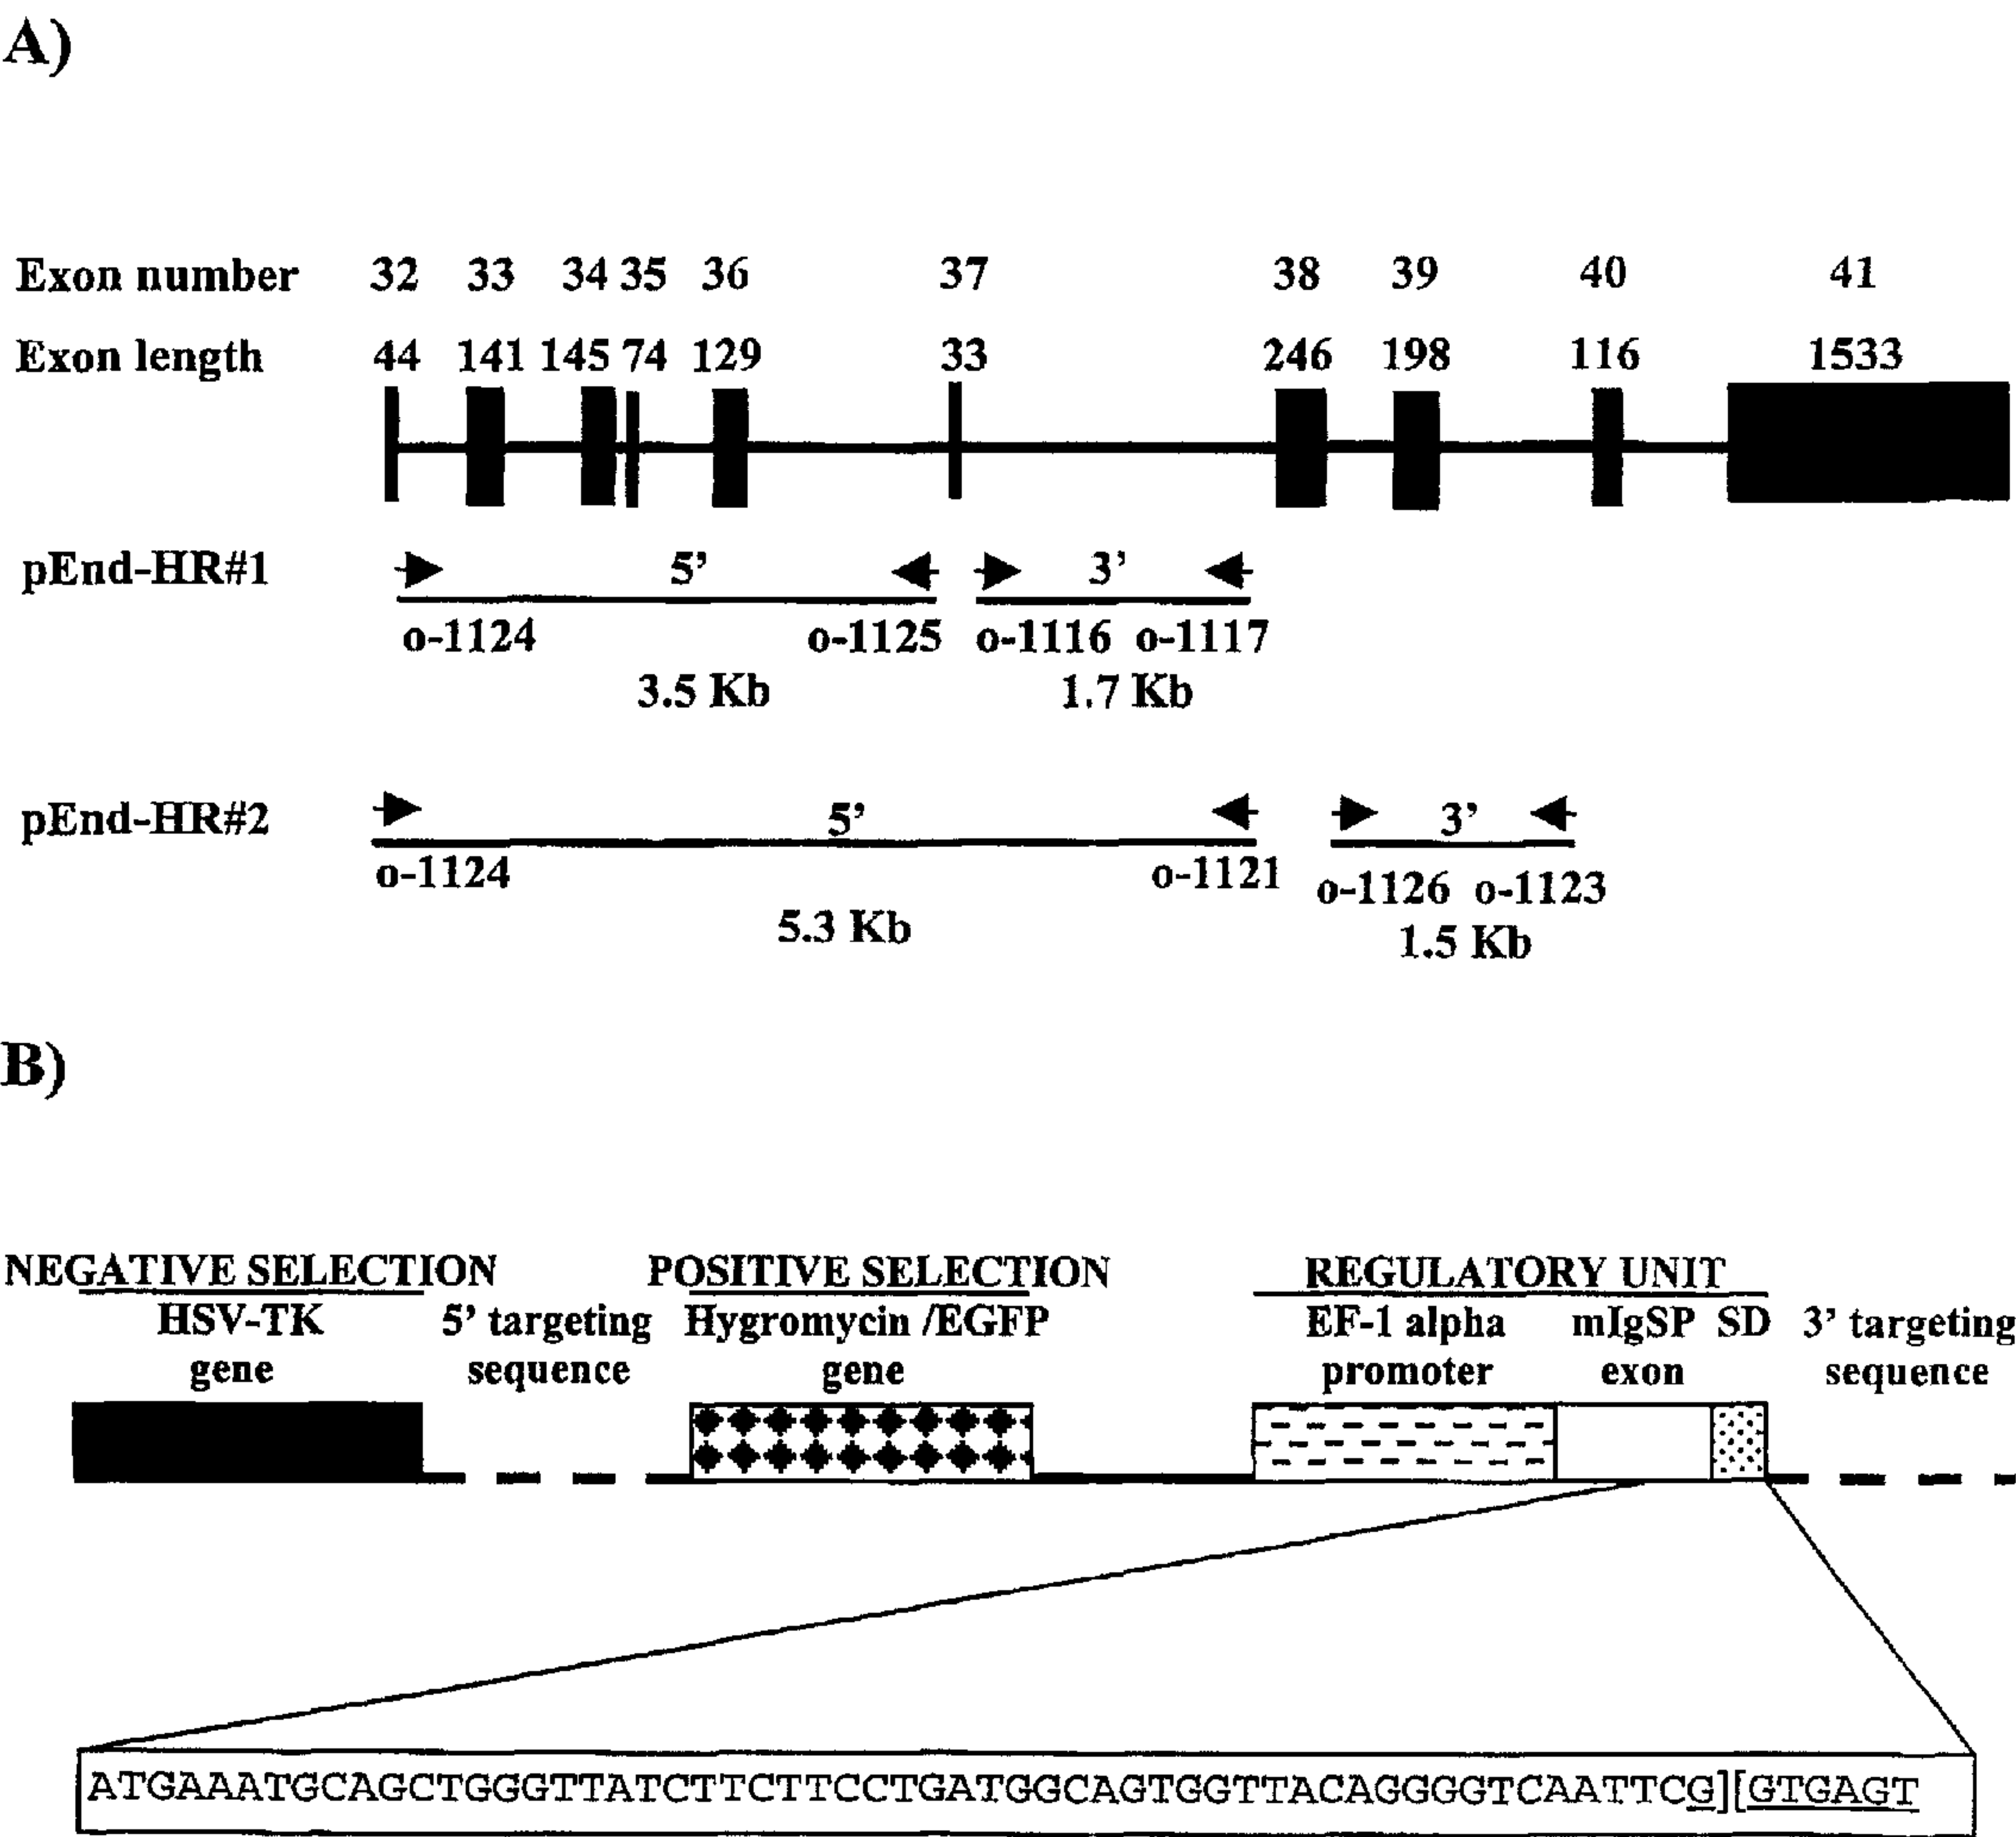 A)
Exon number 32 33 34 35 36 37 38 39 40 41
Exon length 44 141 145 74 129 33 246 198 116 1533
pEnd-HR#1 5’ 3’
o-1124 o-1125 o-1116 o-1117
3.5 Kb 1.7 Kb
pEnd-HR#2 5’ 3’
o-1124 o-1121 o-1126 o-1123
5.3 Kb 1.5 Kb
B)
NEGATIVE SELECTION POSITIVE SELECTION REGULATORY UNIT
HSV-TK 5’ targeting Hygromycin /EGFP EF-1 alpha mIgSP SD 3’ targeting
gene sequence gene promoter exon sequence
ATGAAATGCAGCTGGGTTATCTTCTTCCTGATGGCAGTGGTTACAGGGGTCAATTCG][GTGAGT